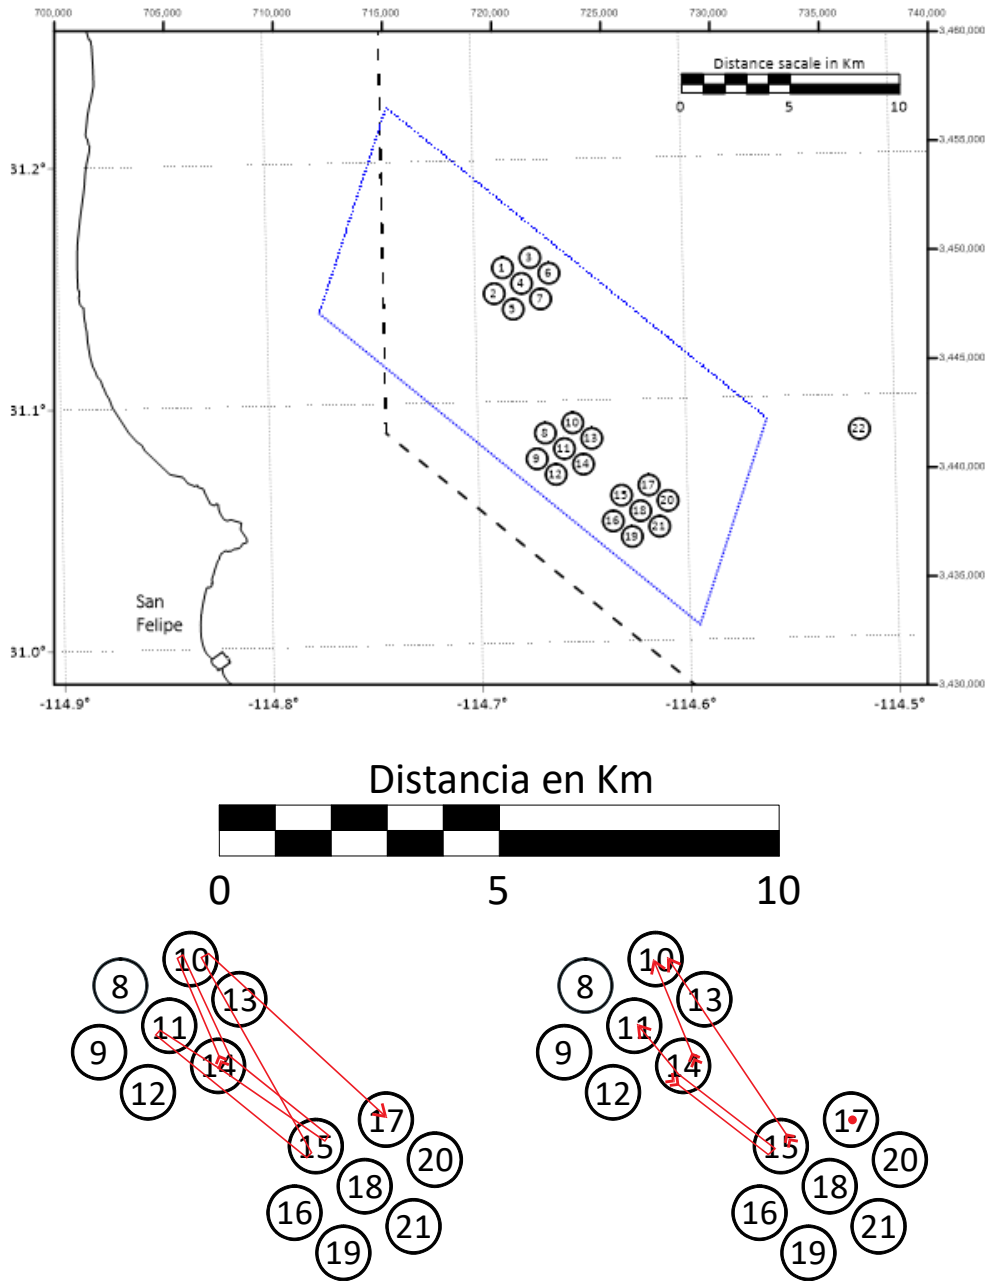 700,000 705,000 710,000 715,000 720,000 725,000 730,000 735,000 740,000
3,460,000
Distance sacale in Km
0 5 10
3,455,000
31.2°
3,450,000
3
1 6
4
2 7
5
3,445,000
31.1°
10
8 13
22
11
9 14
12
3,440,000
17
15 20
18
16 21
19
3,435,000
San
Felipe
31.0°
3,430,000
-114.9° -114.8° -114.7° -114.6° -114.5°
Distancia en Km
0 5 10
10 10
8 13 8 13
11 11
9 14 9 14
12 12
17 17
15 20 15 20
18 18
16 21 16 21
19 19